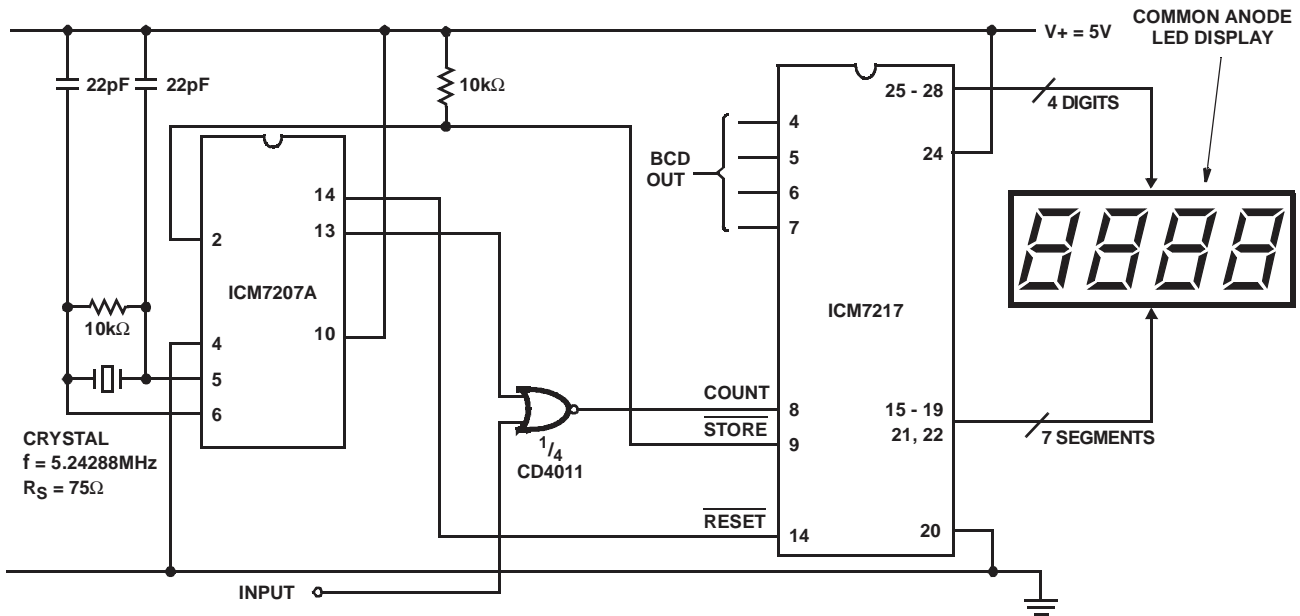 COMMON ANODE
LED DISPLAY
V+ = 5V
22pF
22pF
10kΩ
25 - 28
4 DIGITS
4
5
6
7
BCD
OUT
24
14
13
2
ICM7207A
ICM7217
10kΩ
10
4
5
6
COUNT
8
STORE
9
15 - 19
21, 22
7 SEGMENTS
CRYSTAL
f = 5.24288MHz
RS = 75Ω
1/4
CD4011
RESET
14
20
INPUT